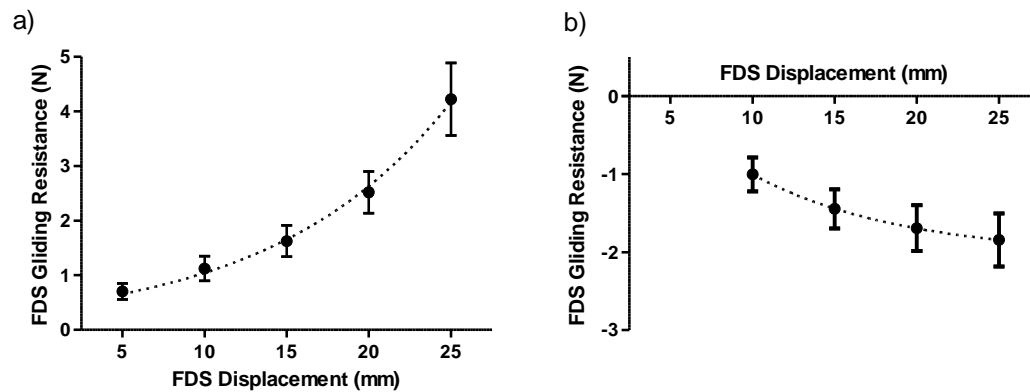 a)
FDS Gliding Resistance (N)
5
4
3
2
1
0
5 10 15 20 25
FDS Displacement (mm)
b)
FDS Displacement (mm)
FDS Gliding Resistance (N)
0
5 10 15 20 25
-1
-2
-3